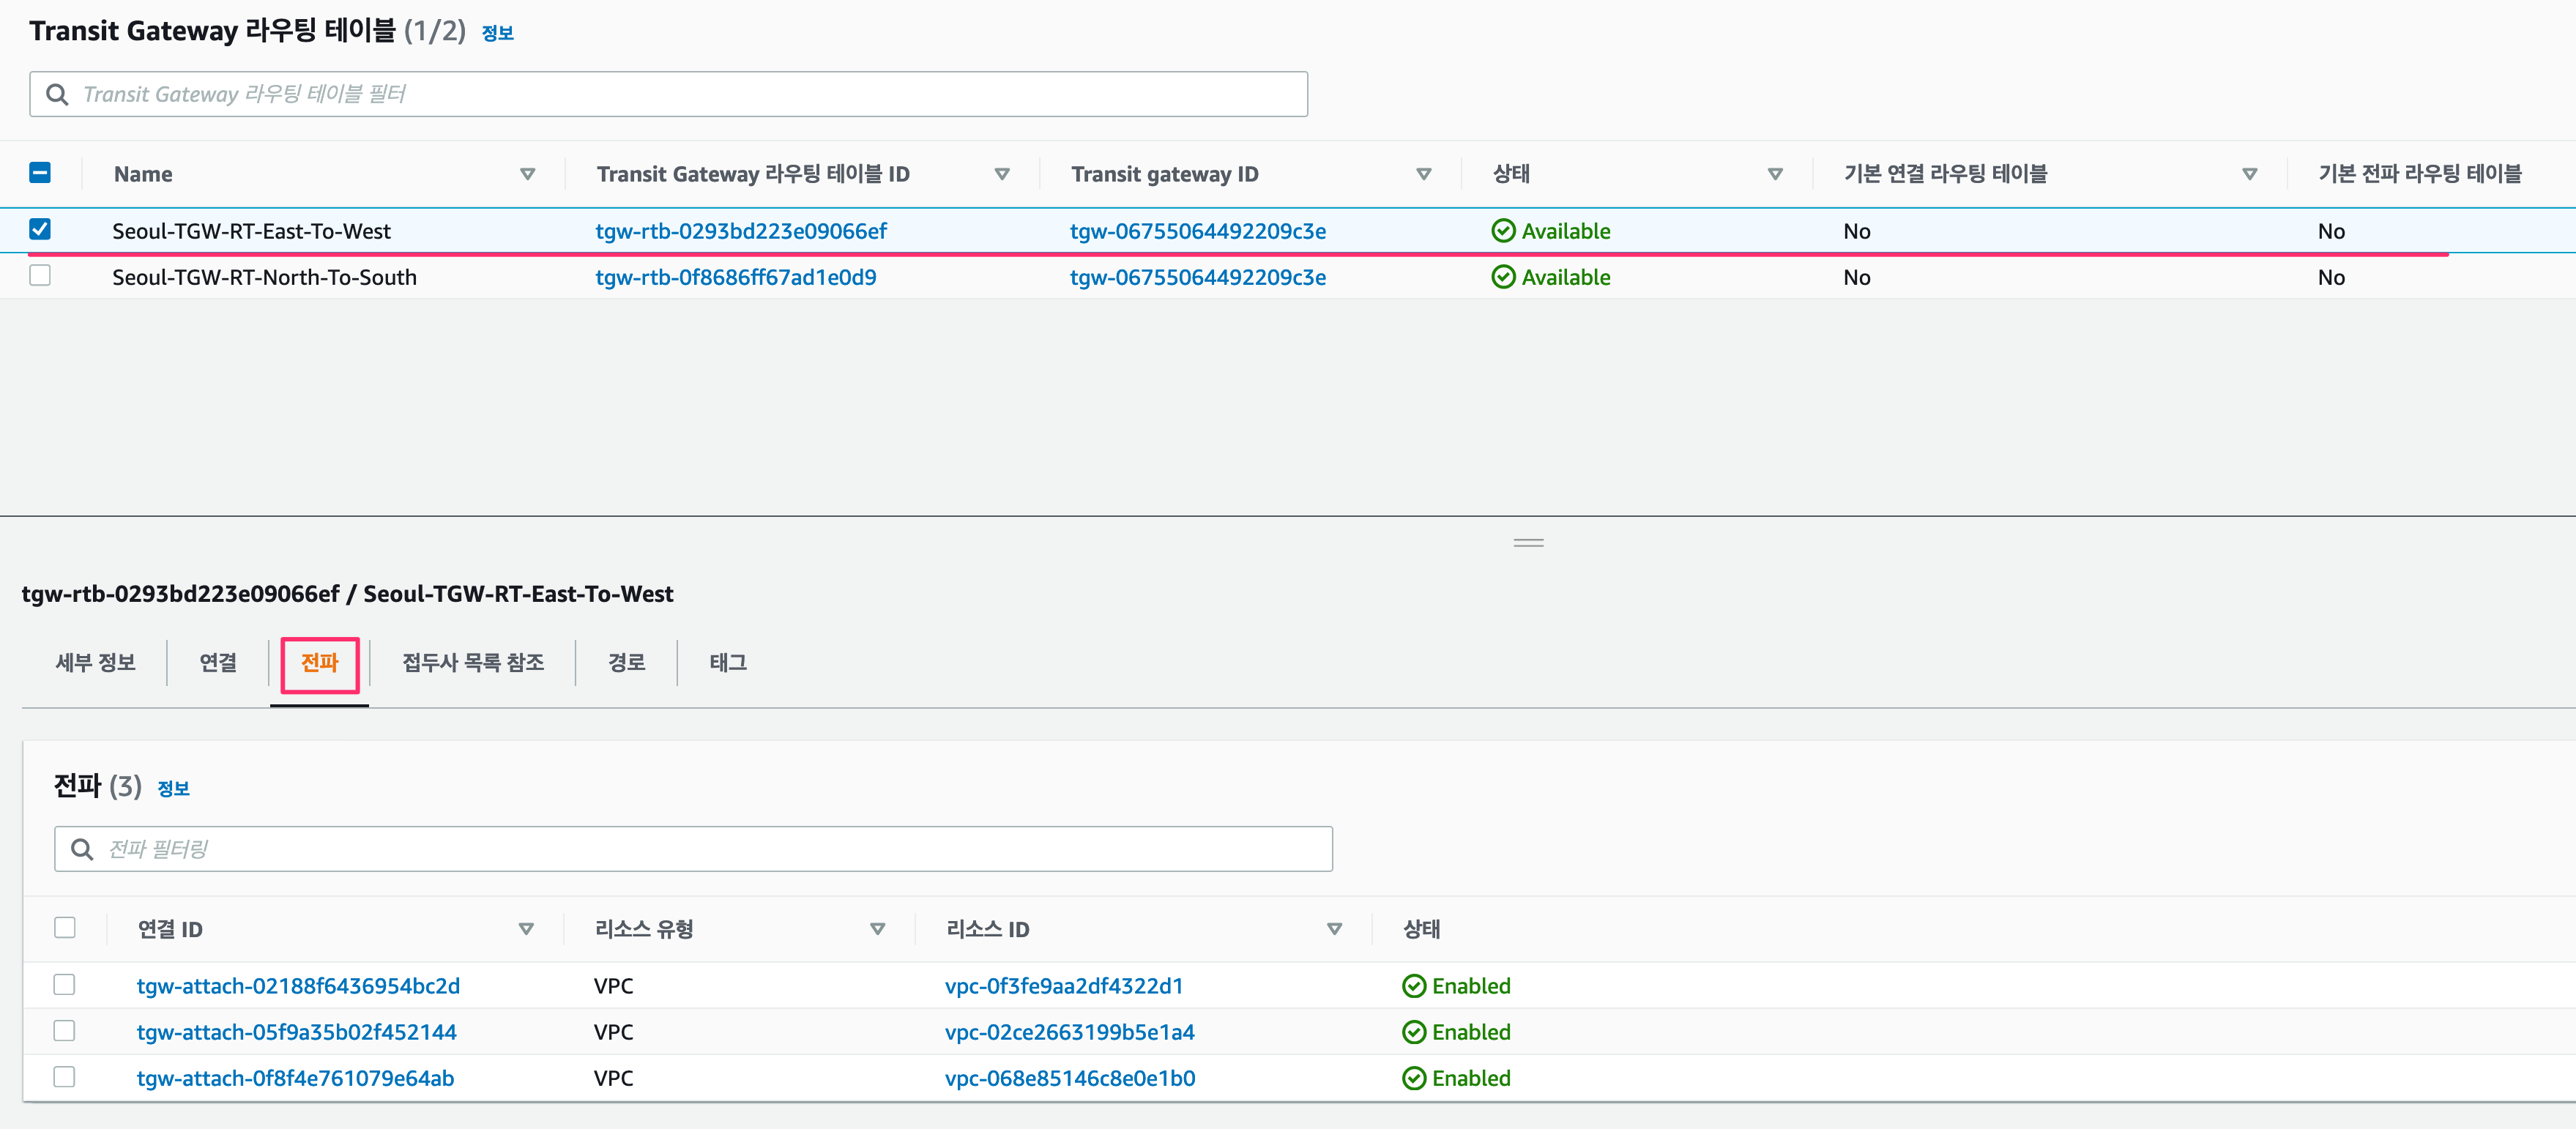 Transit Gateway 라우팅 테이블 (1/2) 정보
Transit Gateway 라우팅 테이블 필터
Name Transit Gateway 라우팅 테이블 ID Transit gateway ID 상태 기본 연결 라우팅 테이블 기본 전파 라우팅 테이블
Seoul-TGW-RT-East-To-West tgw-rtb-0293bd223e09066ef tgw-06755064492209c3e Available No No
Seoul-TGW-RT-North-To-South tgw-rtb-0f8686ff67ad1e0d9 tgw-06755064492209c3e Available No No
tgw-rtb-0293bd223e09066ef / Seoul-TGW-RT-East-To-West
세부 정보 연결 전파 접두사 목록 참조 경로 태그
전파 (3) 정보
전파 필터링
연결 ID 리소스 유형 리소스 ID 상태
tgw-attach-02188f6436954bc2d VPC vpc-0f3fe9aa2df4322d1 Enabled
tgw-attach-05f9a35b02f452144 VPC vpc-02ce2663199b5e1a4 Enabled
tgw-attach-0f8f4e761079e64ab VPC vpc-068e85146c8e0e1b0 Enabled